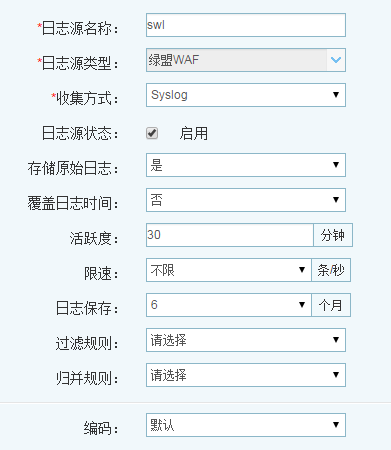 *日志源名称： swl
*日志源类型： 绿盟WAF
*收集方式： Syslog
日志源状态： 启用
存储原始日志： 是
覆盖日志时间： 否
活跃度： 30 分钟
限速： 不限 条/秒
日志保存： 6 个月
过滤规则： 请选择
归并规则： 请选择
编码： 默认